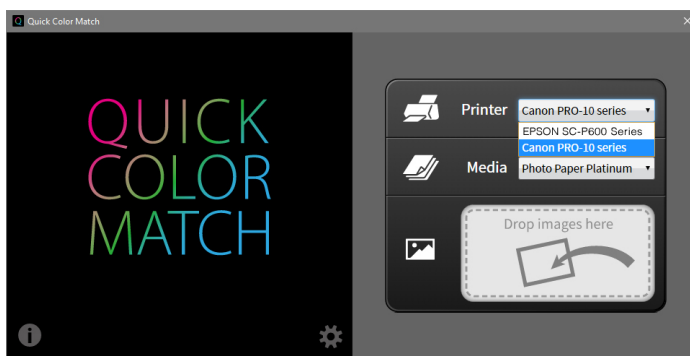 Q Quick Color Match
QUICK
COLOR
MATCH
Printer Canon PRO-10 series
EPSON SC-P600 Series
Canon PRO-10 series
Media Photo Paper Platinum
Drop images here
i